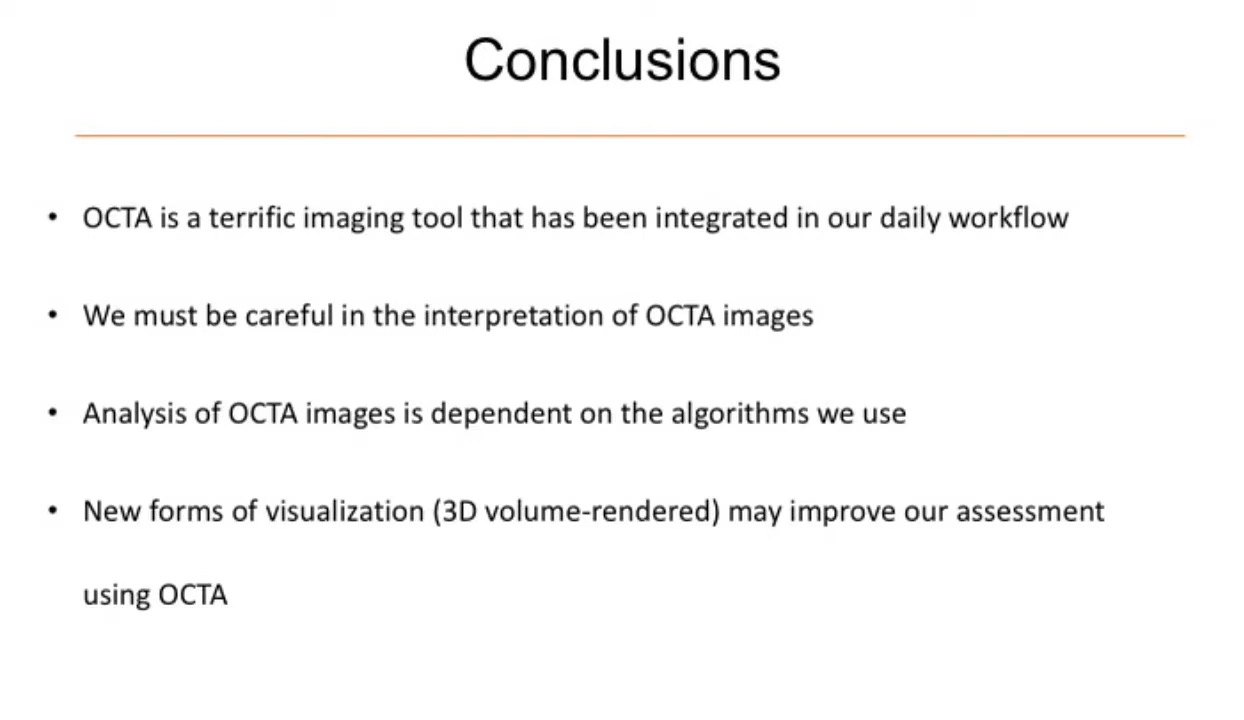 Conclusions
• OCTA is a terrific imaging tool that has been integrated in our daily workflow
• We must be careful in the interpretation of OCTA images
• Analysis of OCTA images is dependent on the algorithms we use
• New forms of visualization (3D volume-rendered) may improve our assessment
using OCTA